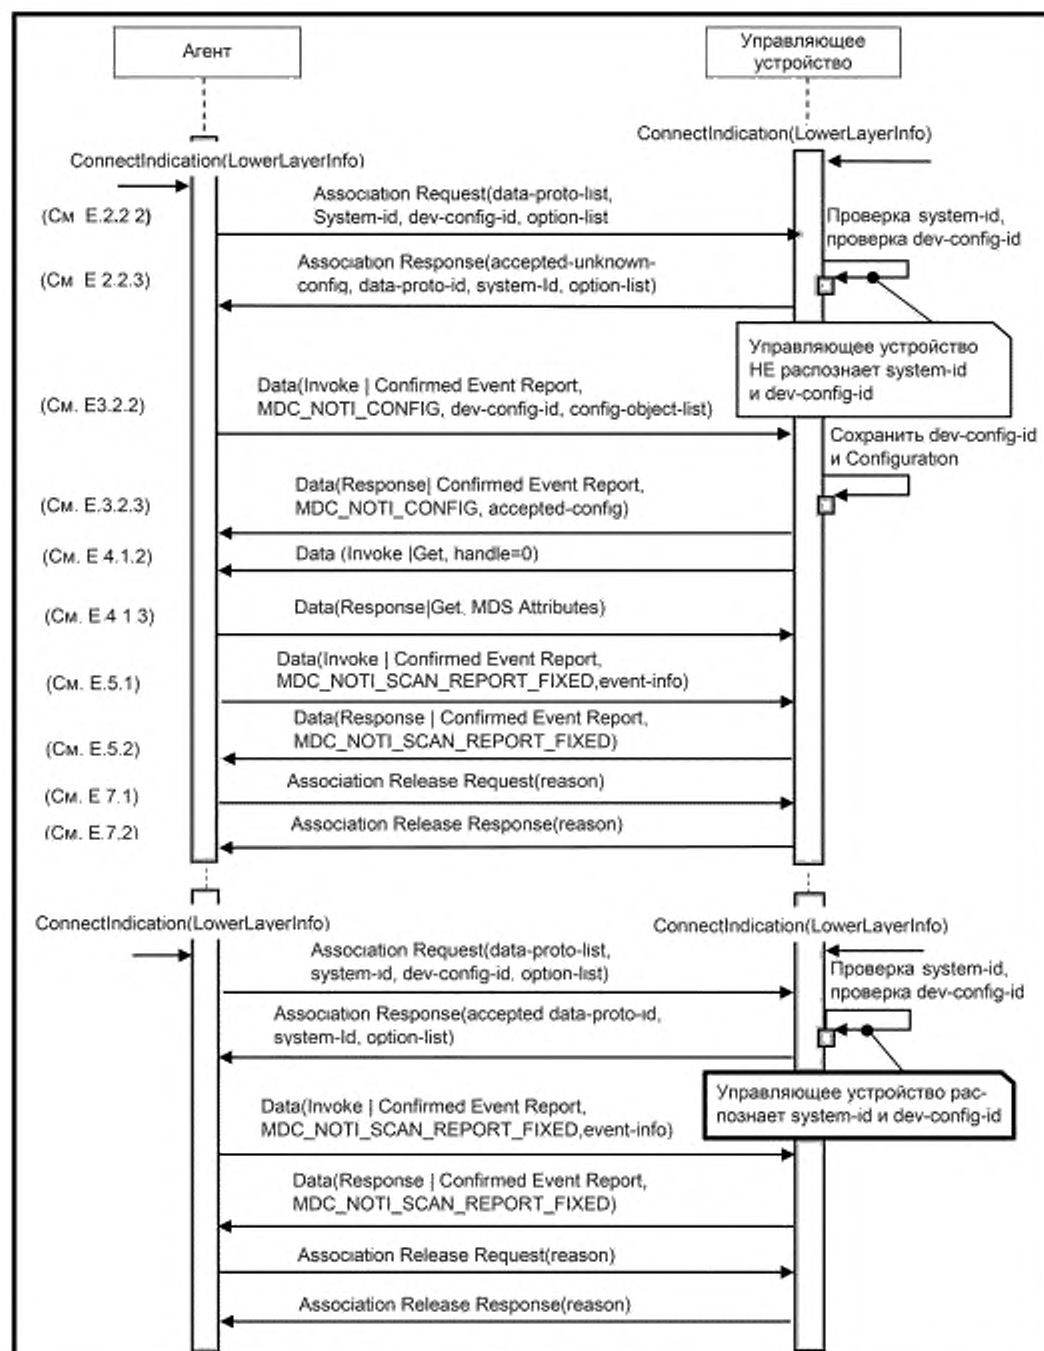 Агент
Управляющее
устройство
ConnectIndication(LowerLayerInfo)
ConnectIndication(LowerLayerInfo)
(См Е.2.2 2)
Association Request(data-proto-list,
System-id, dev-config-id, option-list
Проверка system-id,
проверка dev-config-id
(См Е 2.2.3)
Association Response(accepted-unknown-
config, data-proto-id, system-Id, option-list)
Управляющее устройство
НЕ распознает system-id
и dev-config-id
(См. Е3.2.2)
Data(Invoke | Confirmed Event Report,
MDC_NOTI_CONFIG, dev-config-id, config-object-list)
Сохранить dev-config-id
и Configuration
(См. Е.3.2.3)
Data(Response| Confirmed Event Report,
MDC_NOTI_CONFIG, accepted-config)
(См. Е 4.1.2)
Data (Invoke |Get, handle=0)
(См. Е.4 1 3)
Data(Response|Get. MDS Attributes)
(См. Е.5.1)
Data(Invoke | Confirmed Event Report,
MDC_NOTI_SCAN_REPORT_FIXED,event-info)
(См. Е.5.2)
Data(Response | Confirmed Event Report,
MDC_NOTI_SCAN_REPORT_FIXED)
(См. Е 7.1)
Association Release Request(reason)
(См. Е.7.2)
Association Release Response(reason)
ConnectIndication(LowerLayerInfo)
ConnectIndication(LowerLayerInfo)
Association Request(data-proto-list,
system-id, dev-config-id, option-list)
Проверка system-id,
проверка dev-config-id
Association Response(accepted data-proto-id,
system-Id, option-list)
Управляющее устройство рас-
познает system-id и dev-config-id
Data(Invoke | Confirmed Event Report,
MDC_NOTI_SCAN_REPORT_FIXED,event-info)
Data(Response | Confirmed Event Report,
MDC_NOTI_SCAN_REPORT_FIXED)
Association Release Request(reason)
Association Release Response(reason)